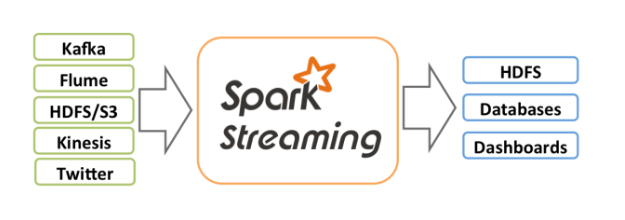 Kafka
Flume
HDFS/S3
Kinesis
Twitter
Spark
Streaming
HDFS
Databases
Dashboards